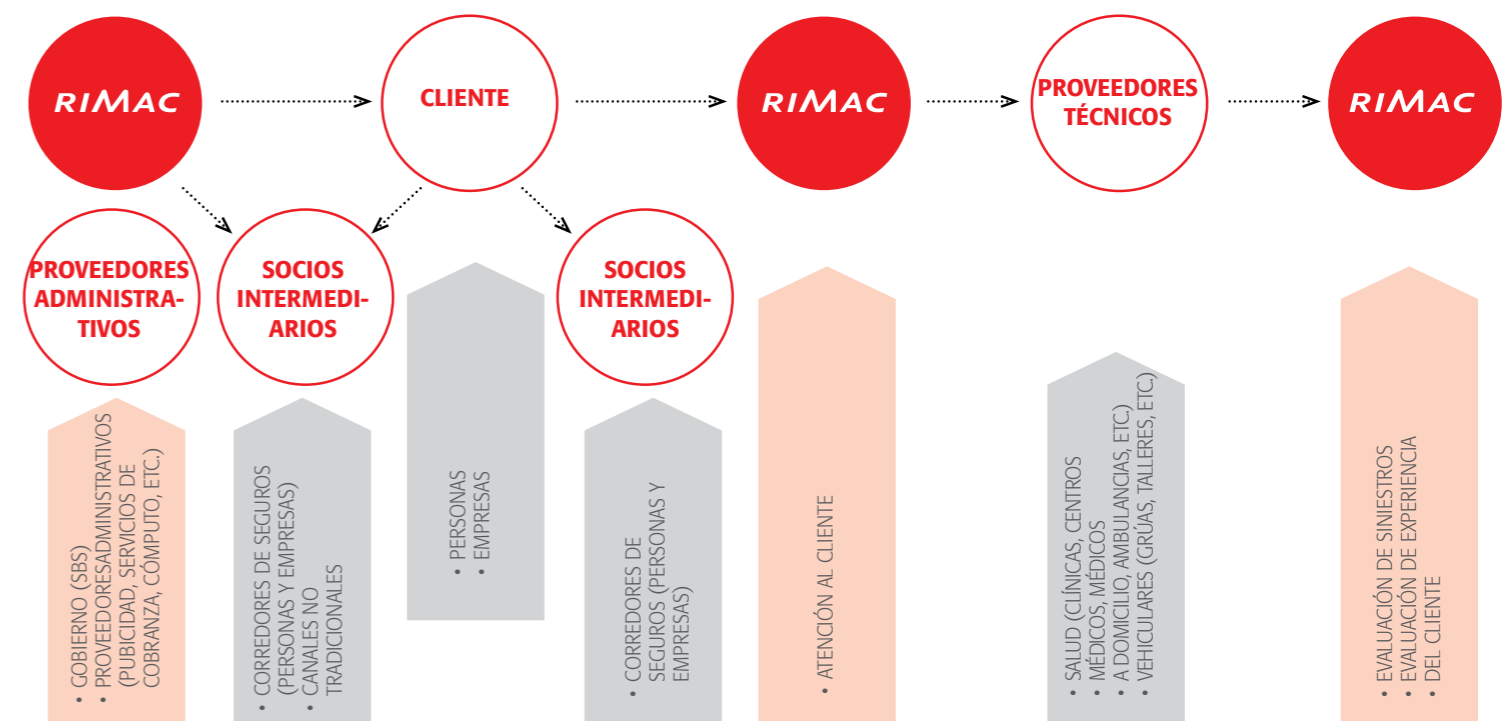 RIMAC
CLIENTE
RIMAC
PROVEEDORES
TÉCNICOS
RIMAC
PROVEEDORES
ADMINISTRA-
TIVOS
SOCIOS
INTERMEDI-
ARIOS
SOCIOS
INTERMEDI-
ARIOS
• GOBIERNO (SBS)
• PROVEEDORESADMINISTRATIVOS
(PUBICIDAD, SERVICIOS DE
COBRANZA, CÓMPUTO, ETC.)
• CORREDORES DE SEGUROS
(PERSONAS Y EMPRESAS)
• CANALES NO
TRADICIONALES
• PERSONAS
• EMPRESAS
• CORREDORES DE
SEGUROS (PERSONAS Y
EMPRESAS)
• ATENCIÓN AL CLIENTE
• SALUD (CLÍNICAS, CENTROS
• MÉDICOS, MÉDICOS
• A DOMICILIO, AMBULANCIAS, ETC.)
• VEHICULARES (GRÚAS, TALLERES, ETC.)
• EVALUACIÓN DE SINIESTROS
• EVALUACIÓN DE EXPERIENCIA
• DEL CLIENTE